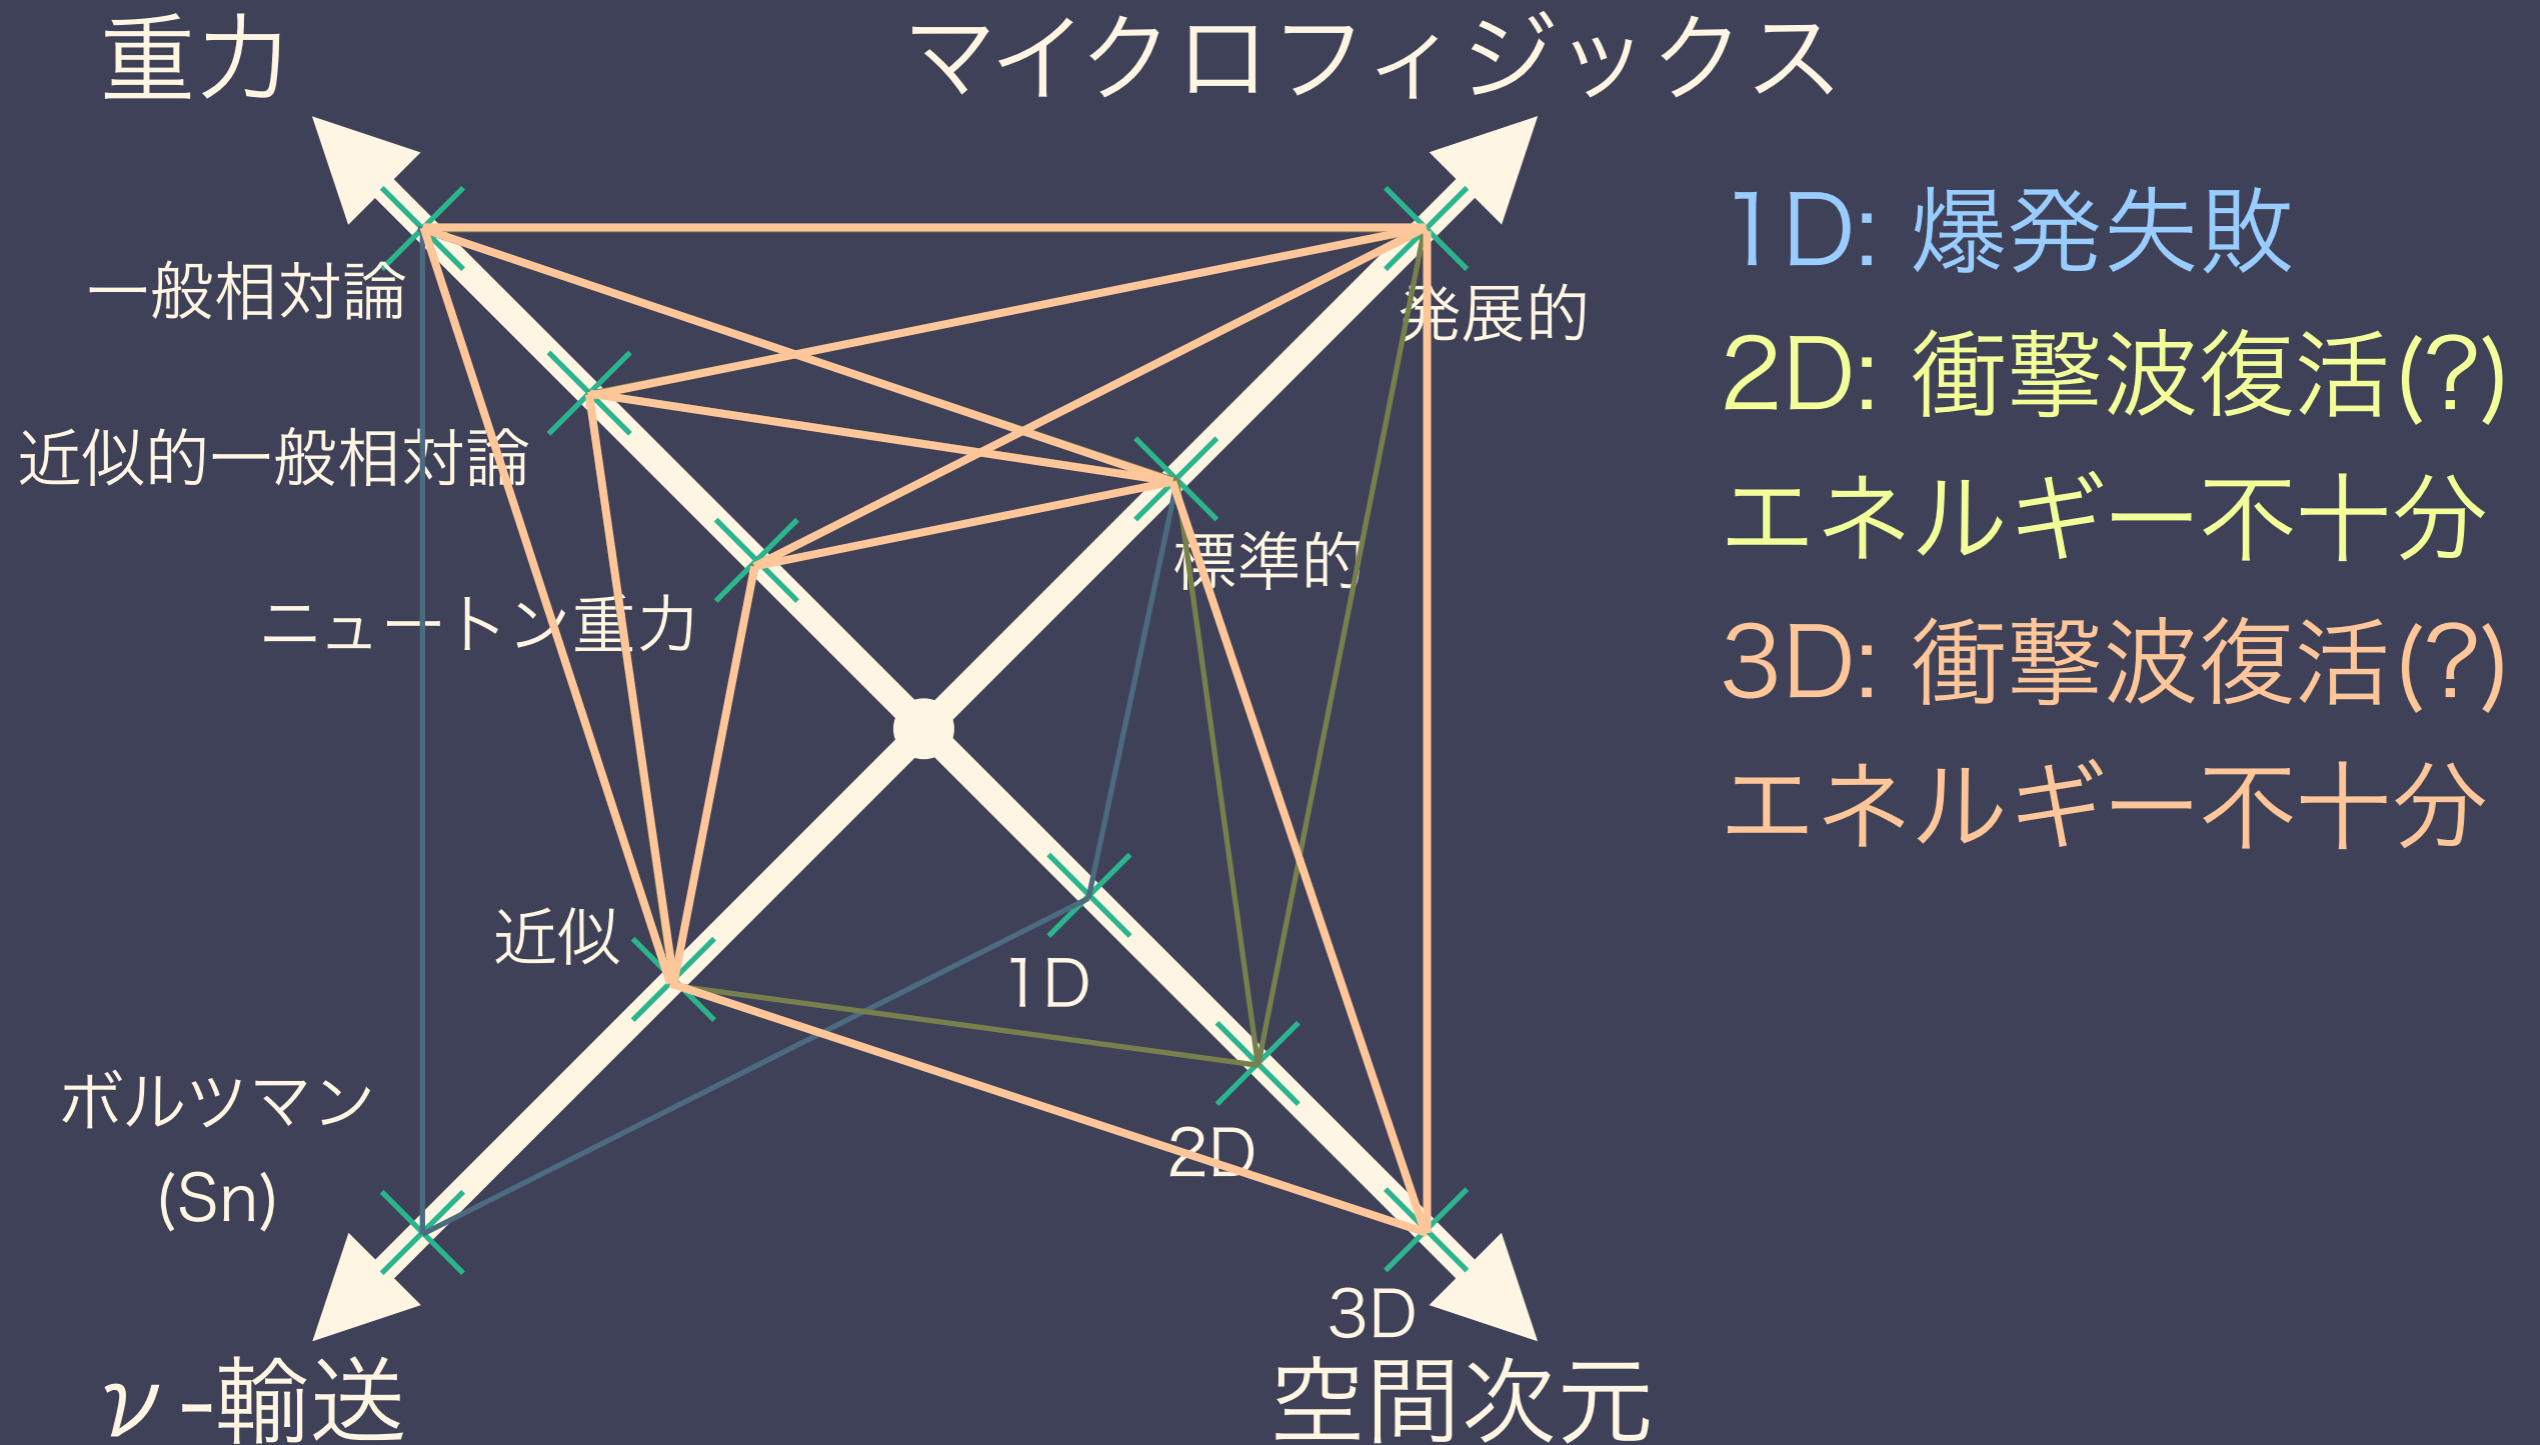 重力
マイクロフィジックス
一般相対論
近似的一般相対論
ニュートン重力
発展的
標準的
近似
ボルツマン
(Sn)
1D
2D
3D
ν-輸送
空間次元
1D: 爆発失敗
2D: 衝撃波復活(?)
エネルギー不十分
3D: 衝撃波復活(?)
エネルギー不十分